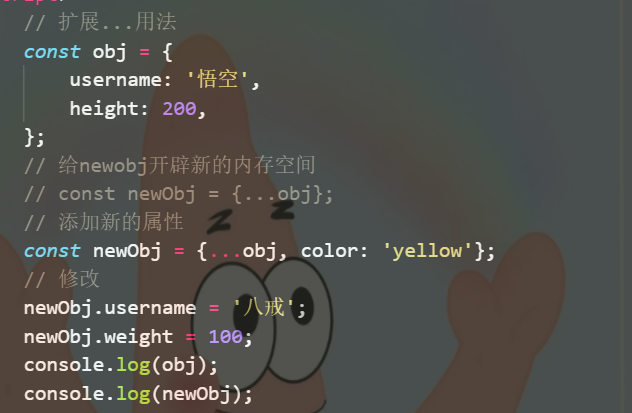 // 扩展...用法
const obj = {
username: '悟空',
height: 200,
};
// 给newobj开辟新的内存空间
// const newObj = {...obj};
// 添加新的属性
const newObj = {...obj, color: 'yellow'};
// 修改
newObj.username = '八戒';
newObj.weight = 100;
console.log(obj);
console.log(newObj);